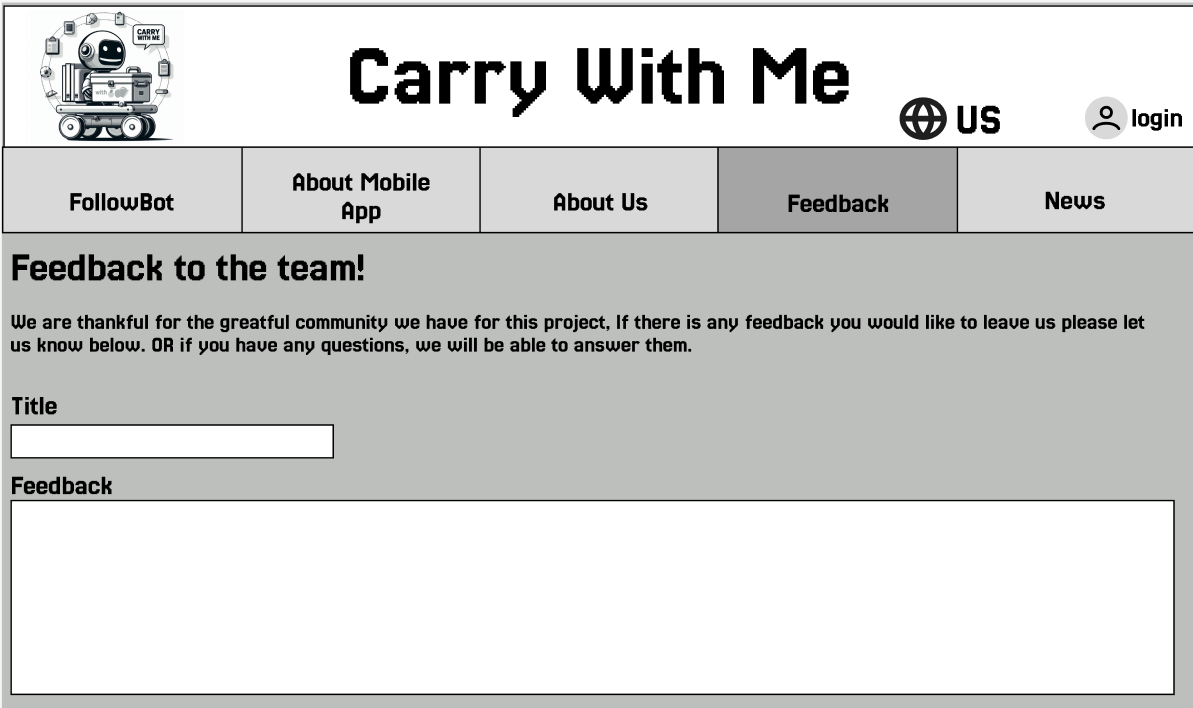 CARRY
WITH ME
with
Carry With Me
US
login
FollowBot
About Mobile
App
About Us
Feedback
News
Feedback to the team!
We are thankful for the greatful community we have for this project, If there is any feedback you would like to leave us please let
us know below. OR if you have any questions, we will be able to answer them.
Title
Feedback